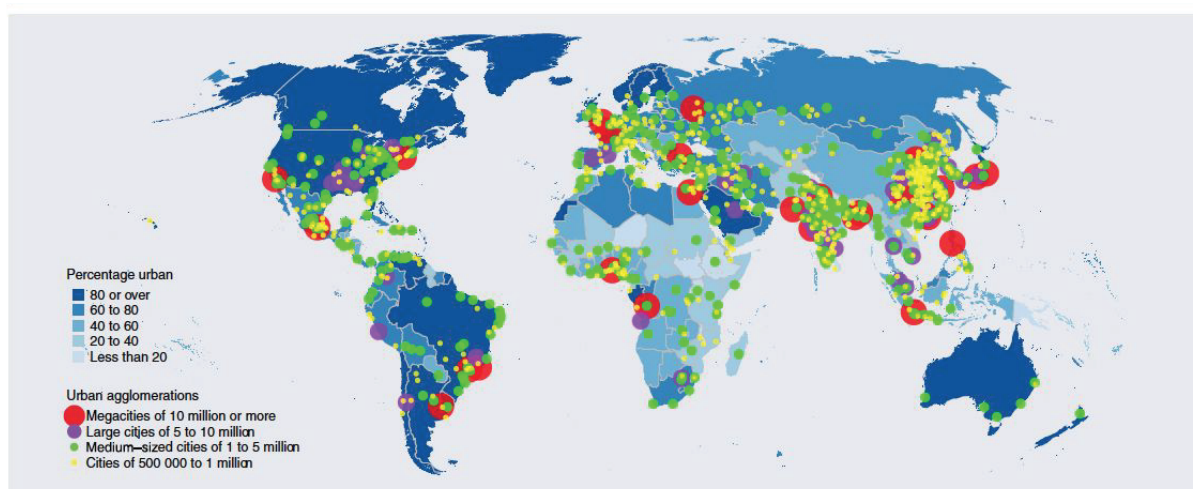 Percentage urban
80 or over
60 to 80
40 to 60
20 to 40
Less than 20
Urban agglomerations
Megacities of 10 million or more
Large cities of 5 to 10 million
Medium–sized cities of 1 to 5 million
Cities of 500 000 to 1 million